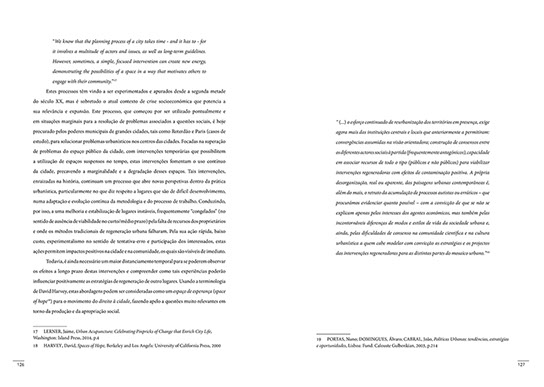 "We know that the planning process of a city takes time - and it has to - for
it involves a multitude of actors and issues, as well as long-term guidelines.
However, sometimes, a simple, focused intervention can create new energy,
demonstrating the possibilities of a space in a way that motivates others to
engage with their community."17
Estes processos têm vindo a ser experimentados e apurados desde a segunda metade
do século XX, mas é sobretudo o atual contexto de crise socioeconómica que potencia a
sua relevância e expansão. Este processo, que começou por ser utilizado pontualmente e
em situações marginais para a resolução de problemas associados a questões sociais, é hoje
procurado pelos poderes municipais de grandes cidades, tais como Roterdão e Paris (casos de
estudo), para solucionar problemas urbanísticos nos centros das cidades. Focadas na superação
de problemas do espaço público da cidade, com intervenções temporárias que possibilitem
a utilização de espaços suspensos no tempo, estas intervenções fomentam o uso contínuo
da cidade, precavendo a marginalidade e a degradação desses espaços. Tais intervenções,
enraizadas na história, continuam um processo que abre novas perspetivas dentro da prática
urbanística, particularmente no que diz respeito a lugares que são de difícil desenvolvimento,
numa adaptação e evolução contínua da metodologia e do processo de trabalho. Conduzindo,
por isso, a uma melhoria e estabilização de lugares instáveis, frequentemente "congelados" (no
sentido de ausência de viabilidade no curto/médio prazo) pela falta de recursos dos proprietários
e onde os métodos tradicionais de regeneração urbana falharam. Pela sua ação rápida, baixo
custo, experimentalismo no sentido de tentativa-erro e participação dos interessados, estas
ações permitem impactos positivos na cidade e na comunidade, os quais são visíveis de imediato.
Todavia, é ainda necessário um maior distanciamento temporal para se poderem observar
os efeitos a longo prazo destas intervenções e compreender como tais experiências poderão
influenciar positivamente as estratégias de regeneração de outros lugares. Usando a terminologia
de David Harvey, estas abordagens podem ser consideradas como um espaço de esperança (space
of hope18) para o movimento do direito à cidade, fazendo apelo a questões muito relevantes em
torno da produção e da apropriação social.
17 LERNER, Jaime, Urban Acupuncture: Celebrating Pinpricks of Change that Enrich City Life,
Washington: Island Press, 2014, p.4
18 HARVEY, David, Spaces of Hope, Berkeley and Los Angeles: University of California Press, 2000
126
"(...) o esforço continuado de reurbanização dos territórios em presença, exige
agora mais das instituições centrais e locais que anteriormente a permitiram:
convergências assumidas na visão orientadora; construção de consensos entre
os diferentes actores sociais à partida (frequentemente antagónicos); capacidade
em associar recursos de todo o tipo (públicos e não públicos) para viabilizar
intervenções regeneradoras com efeitos de contaminação positiva. A própria
desorganização, real ou aparente, das paisagens urbanas contemporâneas é,
além do mais, o retrato da acumulação de processos autistas ou erráticos – que
procurámos evidenciar quanto possível – com a convicção de que se não se
explicam apenas pelos interesses dos agentes económicos, mas também pelas
incontornáveis diferenças de modos e estilos de vida da sociedade urbana e,
ainda, pelas dificuldades de consenso na comunidade científica e na cultura
urbanística a quem cabe modelar com convicção as estratégias e os projectos
das intervenções regeneradoras para as distintas partes do mosaico urbano."19
19 PORTAS, Nuno; DOMINGUES, Álvaro; CABRAL, João, Políticas Urbanas: tendências, estratégias
e oportunidades, Lisboa: Fund. Calouste Gulbenkian, 2003, p.214
127